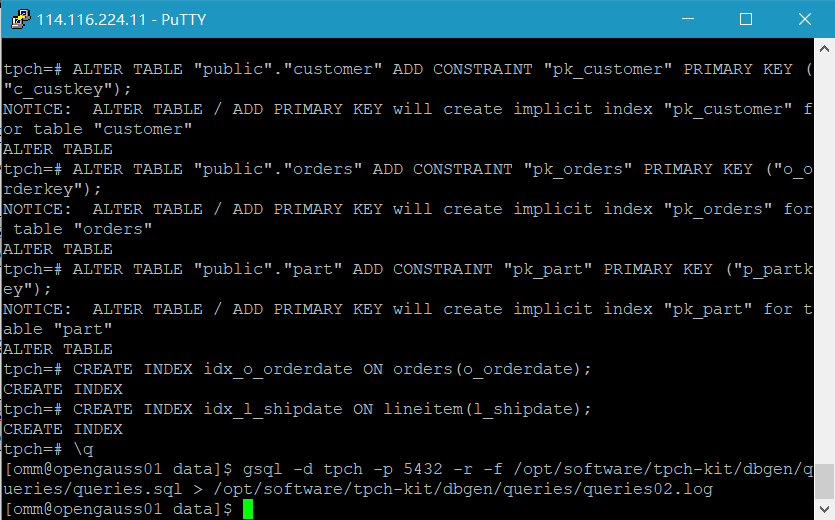 114.116.224.11 - PuTTY
tpch=# ALTER TABLE "public"."customer" ADD CONSTRAINT "pk_customer" PRIMARY KEY (
"c_custkey");
NOTICE:  ALTER TABLE / ADD PRIMARY KEY will create implicit index "pk_customer" f
or table "customer"
ALTER TABLE
tpch=# ALTER TABLE "public"."orders" ADD CONSTRAINT "pk_orders" PRIMARY KEY ("o_o
rderkey");
NOTICE:  ALTER TABLE / ADD PRIMARY KEY will create implicit index "pk_orders" for
 table "orders"
ALTER TABLE
tpch=# ALTER TABLE "public"."part" ADD CONSTRAINT "pk_part" PRIMARY KEY ("p_partk
ey");
NOTICE:  ALTER TABLE / ADD PRIMARY KEY will create implicit index "pk_part" for t
able "part"
ALTER TABLE
tpch=# CREATE INDEX idx_o_orderdate ON orders(o_orderdate);
CREATE INDEX
tpch=# CREATE INDEX idx_l_shipdate ON lineitem(l_shipdate);
CREATE INDEX
tpch=# \q
[omm@opengauss01 data]$ gsql -d tpch -p 5432 -r -f /opt/software/tpch-kit/dbgen/q
ueries/queries.sql > /opt/software/tpch-kit/dbgen/queries/queries02.log
[omm@opengauss01 data]$